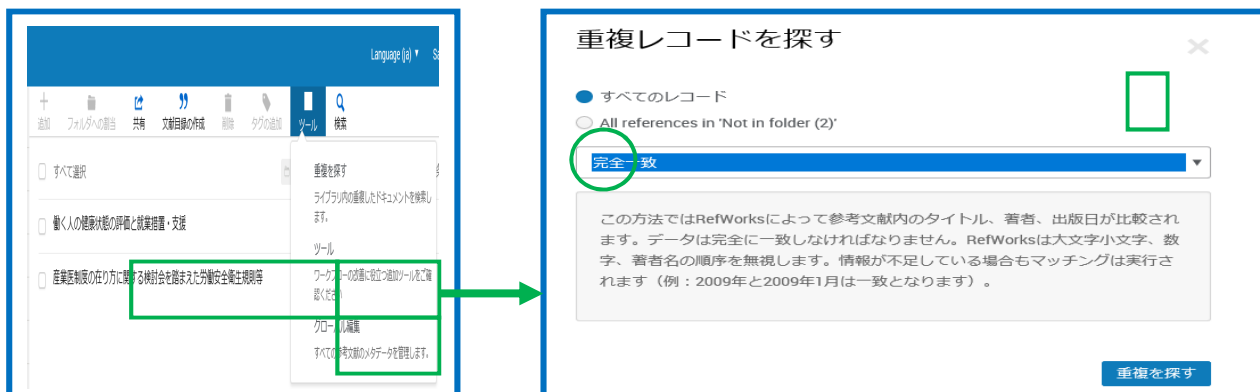 Language (ja)
追加 フォルダへの割当 共有 文献目録の作成 削除 タグの追加 ツール 検索
すべて選択
働く人の健康状態の評価と就業措置・支援
産業医制度の在り方に関する検討会を踏まえた労働安全衛生規則等
重複を探す
ライブラリ内の重複したドキュメントを検索し
ます。
ツール
ワークフローの改善に役立つ追加ツールをご確
認ください
グローバル編集
すべての参考文献のメタデータを管理します。
重複レコードを探す
すべてのレコード
All references in 'Not in folder (2)'
完全一致
この方法ではRefWorksによって参考文献内のタイトル、著者、出版日が比較され
ます。データは完全に一致しなければなりません。RefWorksは大文字小文字、数
字、著者名の順序を無視します。情報が不足している場合もマッチングは実行さ
れます（例：2009年と2009年1月は一致となります）。
重複を探す